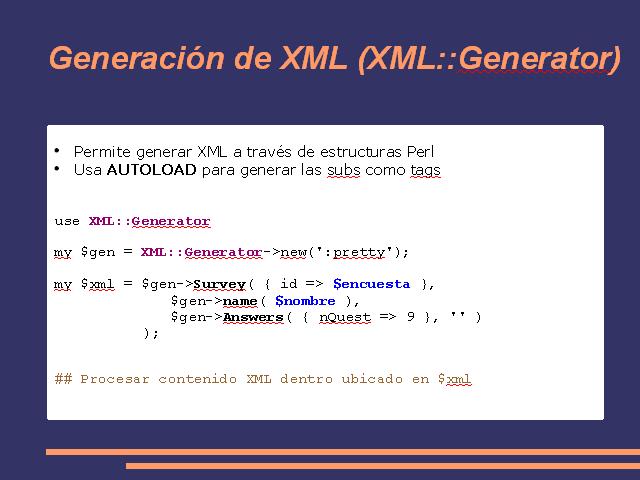 Generación de XML (XML::Generator)
• Permite generar XML a través de estructuras Perl
• Usa AUTOLOAD para generar las subs como tags
use XML::Generator
my $gen = XML::Generator->new(':pretty');
my $xml = $gen->Survey( { id => $encuesta },
$gen->name( $nombre ),
$gen->Answers( { nQuest => 9 }, '' )
);
## Procesar contenido XML dentro ubicado en $xml